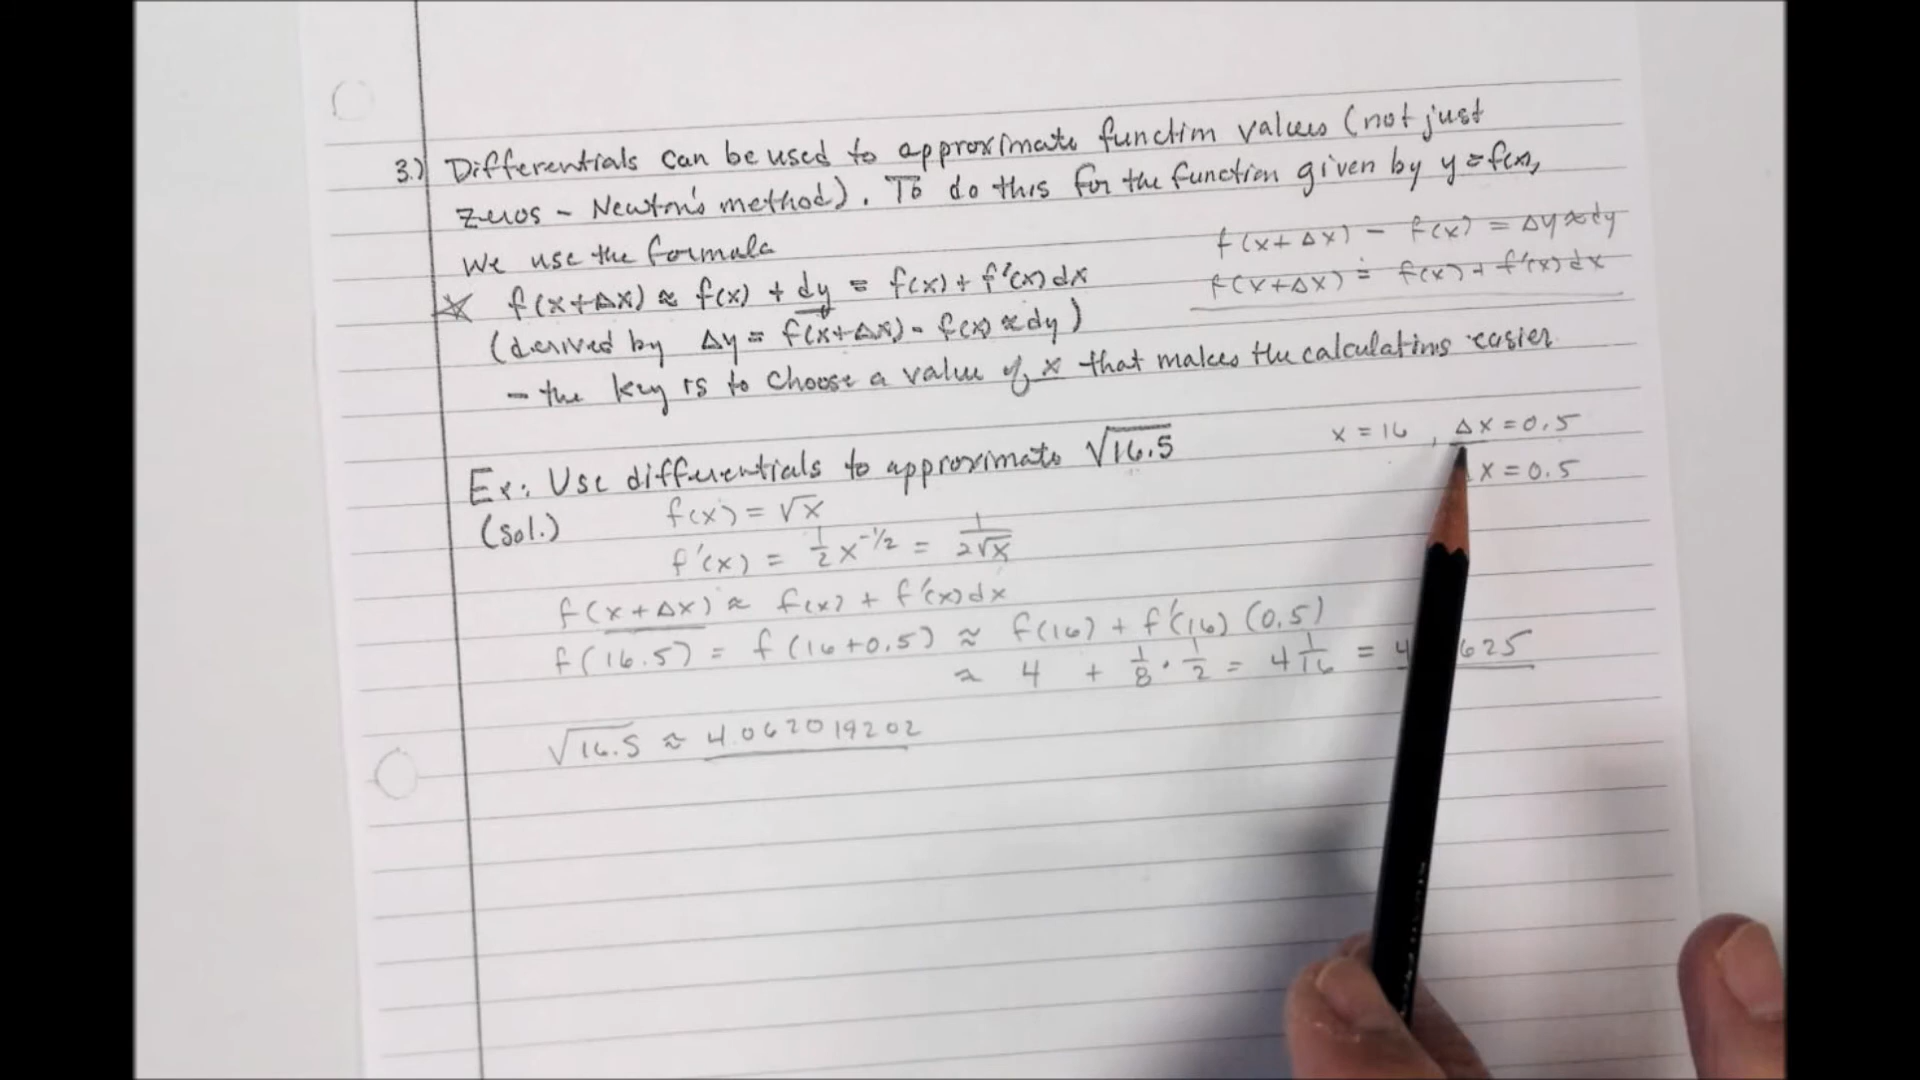 3.) Differentials can be used to approximate function values (not just
zeros - Newton's method). To do this for the function given by y = f(x),
we use the formula
f(x+Δx) - f(x) = Δy ≈ dy
f(x+Δx) ≈ f(x) + dy = f(x) + f'(x) dx
f(x+Δx) ≐ f(x) + f'(x) dx
(derived by Δy = f(x+Δx) - f(x) ≈ dy)
- the key is to choose a value of x that makes the calculations easier
Ex: Use differentials to approximate √16.5
x = 16 , Δx = 0.5
x = 0.5
(sol.) f(x) = √x
f'(x) = 1/2 x^-1/2 = 1/(2√x)
f(x+Δx) ≈ f(x) + f'(x) dx
f(16.5) = f(16+0.5) ≈ f(16) + f'(16) (0.5)
≈ 4 + 1/8 · 1/2 = 4 1/16 = 4 625
√16.5 ≈ 4.062019202